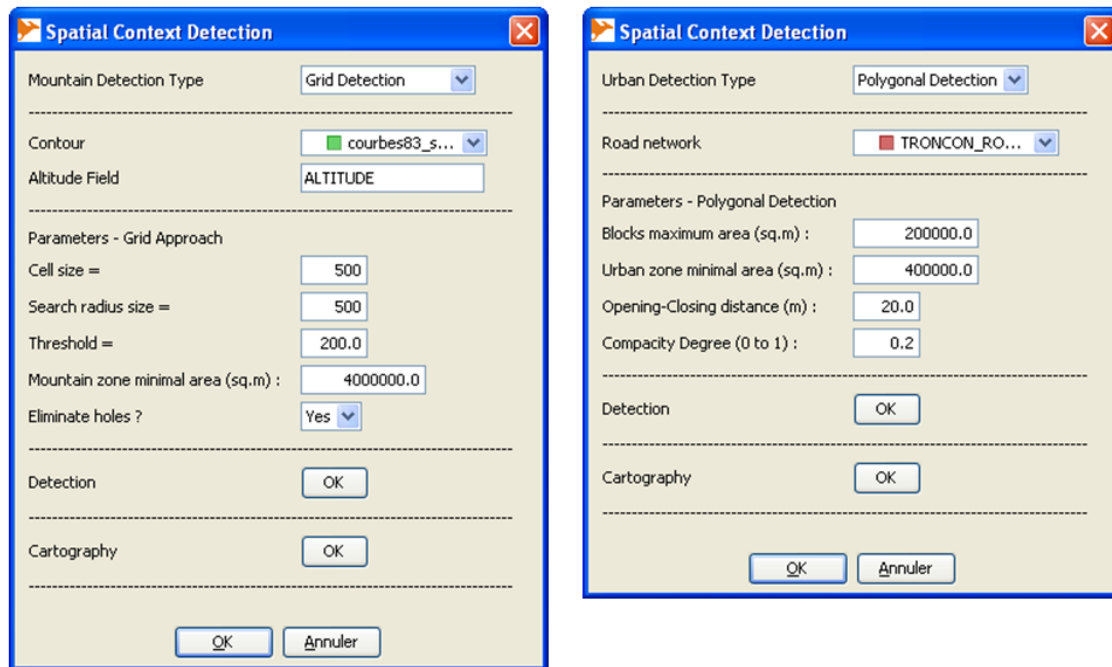 Spatial Context Detection
Mountain Detection Type Grid Detection
Contour courbes83_s...
Altitude Field ALTITUDE
Parameters - Grid Approach
Cell size = 500
Search radius size = 500
Threshold = 200.0
Mountain zone minimal area (sq.m) : 4000000.0
Eliminate holes ? Yes
Detection OK
Cartography OK
OK Annuler
Spatial Context Detection
Urban Detection Type Polygonal Detection
Road network TRONCON_RO...
Parameters - Polygonal Detection
Blocks maximum area (sq.m) : 200000.0
Urban zone minimal area (sq.m) : 400000.0
Opening-Closing distance (m) : 20.0
Compacity Degree (0 to 1) : 0.2
Detection OK
Cartography OK
OK Annuler